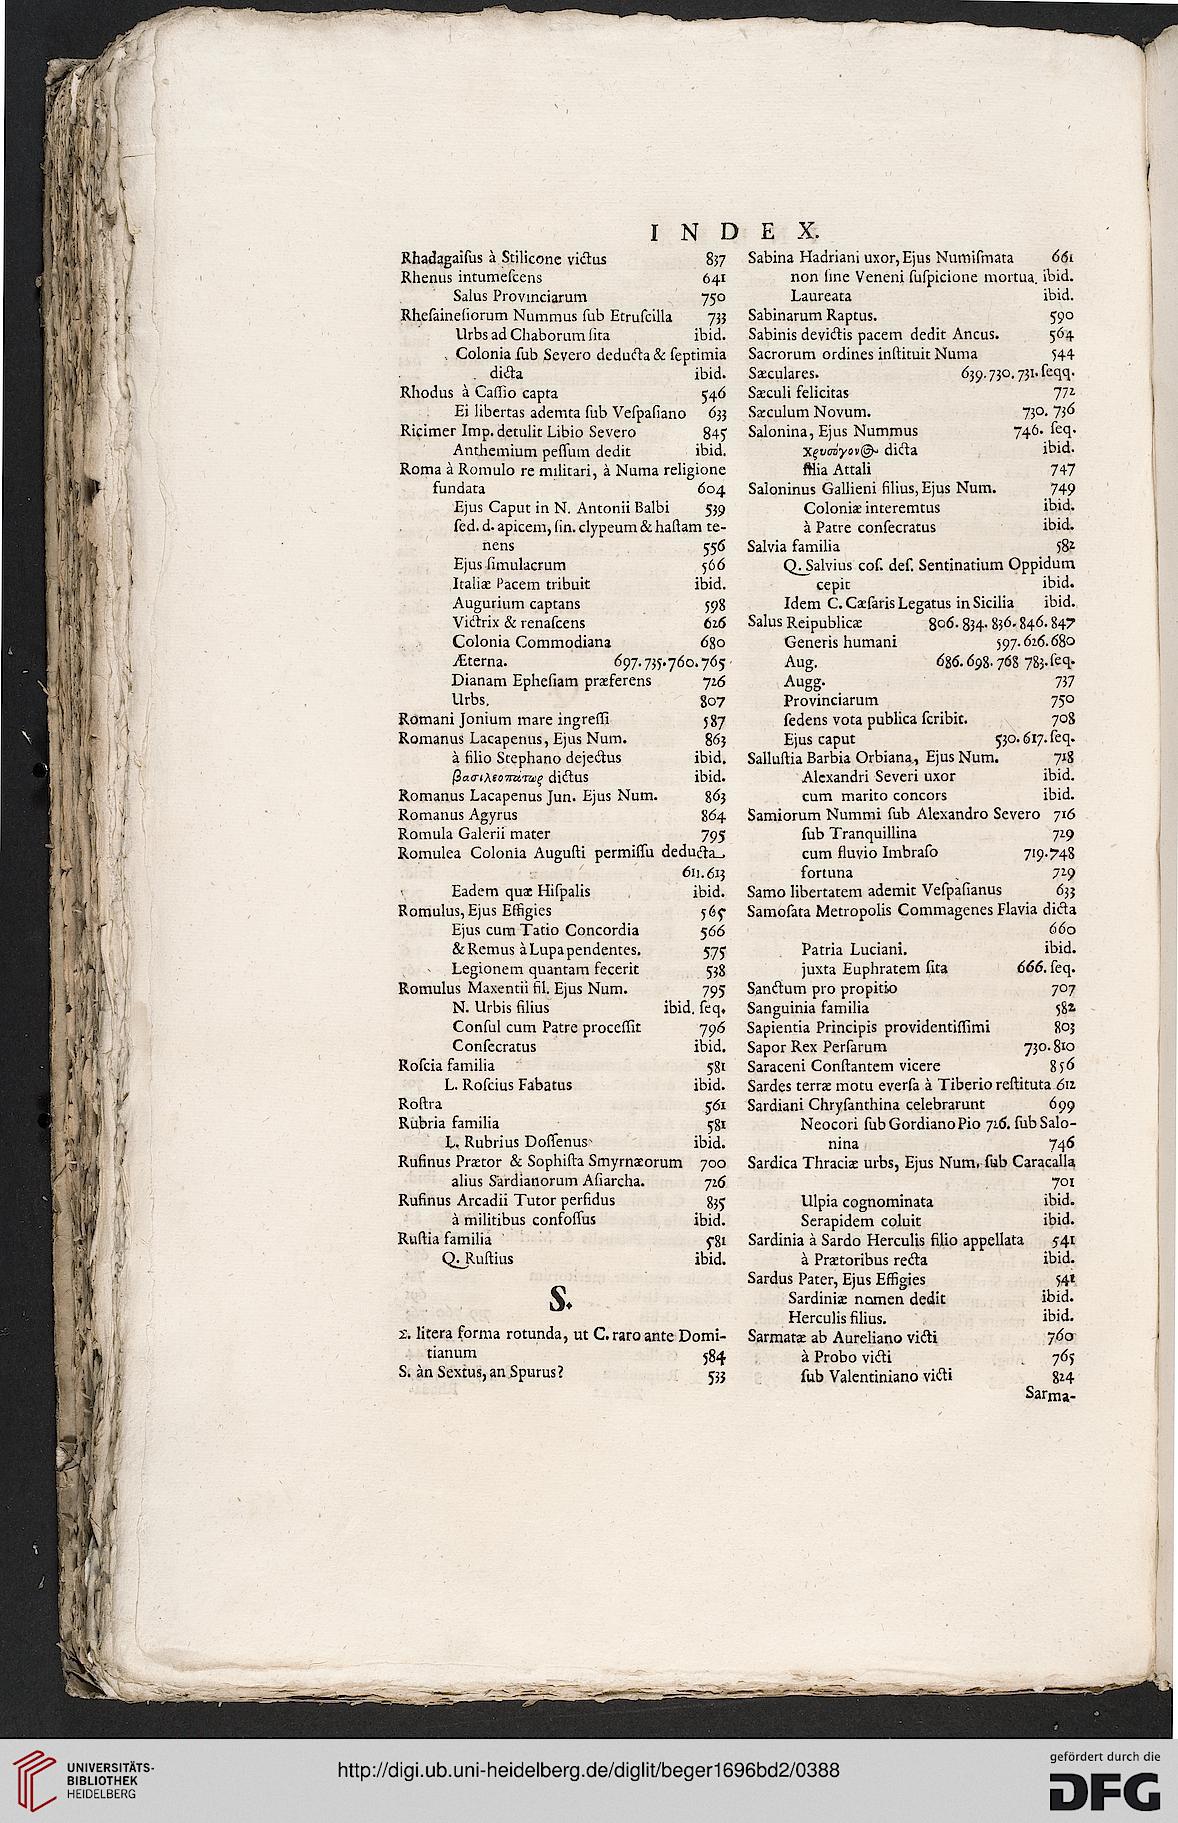 INDEX.
Rhadagaiſus à Stilicone victus 837
Rhenus intumeſcens 641
Salus Provinciarum 750
Rheſaineſiorum Nummus ſub Etruſcilla 733
Urbs ad Chaborum ſita ibid.
Colonia ſub Severo deducta & ſeptimia
dicta ibid.
Rhodus à Caſſio capta 546
Ei libertas ademta ſub Veſpaſiano 633
Ricimer Imp. detulit Libio Severo 845
Anthemium peſſum dedit ibid.
Roma à Romulo re militari, à Numa religione
fundata 604
Ejus Caput in N. Antonii Balbi 539
ſed. d. apicem, ſin. clypeum & haſtam te-
nens 556
Ejus ſimulacrum 566
Italiæ Pacem tribuit ibid.
Augurium captans 598
Victrix & renaſcens 626
Colonia Commodiana 680
Æterna. 697. 735. 760. 765
Dianam Epheſiam præferens 726
Urbs. 807
Romani Jonium mare ingreſſi 587
Romanus Lacapenus, Ejus Num. 863
à filio Stephano dejectus ibid.
βασιλεοπάτωρ dictus ibid.
Romanus Lacapenus Jun. Ejus Num. 863
Romanus Agyrus 864
Romula Galerii mater 795
Romulea Colonia Auguſti permiſſu deducta
611. 613
Eadem quæ Hiſpalis ibid.
Romulus, Ejus Effigies 565
Ejus cum Tatio Concordia 566
& Remus à Lupa pendentes. 575
Legionem quantam fecerit 538
Romulus Maxentii fil. Ejus Num. 795
N. Urbis filius ibid. ſeq.
Conſul cum Patre proceſſit 796
Conſecratus ibid.
Roſcia familia 581
L. Roſcius Fabatus ibid.
Roſtra 561
Rubria familia 581
L. Rubrius Doſſenus ibid.
Rufinus Prætor & Sophiſta Smyrnæorum 700
alius Sardianorum Aſiarcha. 726
Rufinus Arcadii Tutor perfidus 835
à militibus confoſſus ibid.
Ruſtia familia 581
Q. Ruſtius ibid.
S.
Σ. litera forma rotunda, ut C. raro ante Domi-
tianum 584
S. àn Sextus, an Spurus? 533
Sabina Hadriani uxor, Ejus Numiſmata 661
non ſine Veneni ſuſpicione mortua. ibid.
Laureata ibid.
Sabinarum Raptus. 590
Sabinis devictis pacem dedit Ancus. 564
Sacrorum ordines inſtituit Numa 544
Sæculares. 639. 730. 731. ſeqq.
Sæculi felicitas 772
Sæculum Novum. 730. 736
Salonina, Ejus Nummus 746. ſeq.
dicta ibid.
filia Attali 747
Saloninus Gallieni filius, Ejus Num. 749
Coloniæ interemtus ibid.
à Patre conſecratus ibid.
Salvia familia 582
Q. Salvius coſ. deſ. Sentinatium Oppidum
cepit ibid.
Idem C. Cæſaris Legatus in Sicilia ibid.
Salus Reipublicæ 806. 834. 836. 846. 847
Generis humani 597. 626. 680
Aug. 686. 698. 768 783. ſeq.
Augg. 737
Provinciarum 750
ſedens vota publica ſcribit. 708
Ejus caput 530. 617. ſeq.
Salluſtia Barbia Orbiana, Ejus Num. 718
Alexandri Severi uxor ibid.
cum marito concors ibid.
Samiorum Nummi ſub Alexandro Severo 716
ſub Tranquillina 729
cum fluvio Imbraſo 719. 748
fortuna 729
Samo libertatem ademit Veſpaſianus 633
Samoſata Metropolis Commagenes Flavia dicta
660
Patria Luciani. ibid.
juxta Euphratem ſita 666. ſeq.
Sanctum pro propitio 707
Sanguinia familia 582
Sapientia Principis providentiſſimi 803
Sapor Rex Perſarum 730. 810
Saraceni Conſtantem vicere 856
Sardes terræ motu everſa à Tiberio reſtituta 612
Sardiani Chryſanthina celebrarunt 699
Neocori ſub Gordiano Pio 726. ſub Salo-
nina 746
Sardica Thraciæ urbs, Ejus Num. ſub Caracalla
701
Ulpia cognominata ibid.
Serapidem coluit ibid.
Sardinia à Sardo Herculis filio appellata 541
à Prætoribus recta ibid.
Sardus Pater, Ejus Effigies 541
Sardiniæ nomen dedit ibid.
Herculis filius. ibid.
Sarmatæ ab Aureliano victi 760
à Probo victi 765
ſub Valentiniano victi 824
Sarma-
UNIVERSITÄTS-
BIBLIOTHEK
HEIDELBERG
http://digi.ub.uni-heidelberg.de/diglit/beger1696bd2/0388
gefördert durch die
DFG